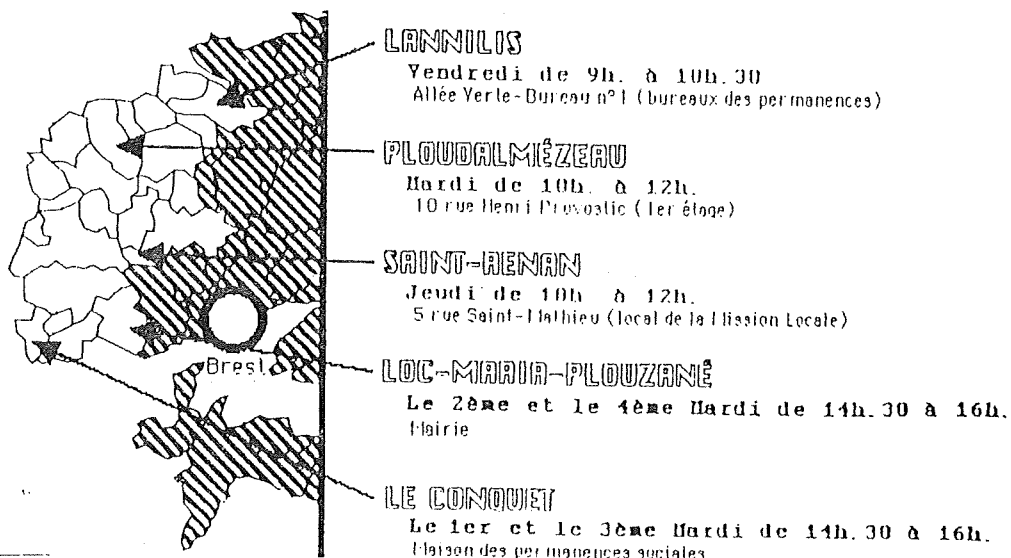 LANNILIS
Vendredi de 9h. à 10h.30
Allée Verte-Bureau n°1 (bureaux des permanences)
PLOUDALMÉZEAU
Mardi de 10h. à 12h.
10 rue Henri Provostic (1er étage)
SAINT-RENAN
Jeudi de 10h à 12h.
5 rue Saint-Mathieu (local de la Mission Locale)
Brest
LOC-MARIA-PLOUZANÉ
Le 2ème et le 4ème Mardi de 14h.30 à 16h.
Mairie
LE CONQUET
Le 1er et le 3ème Mardi de 14h.30 à 16h.
Maison des permanences sociales